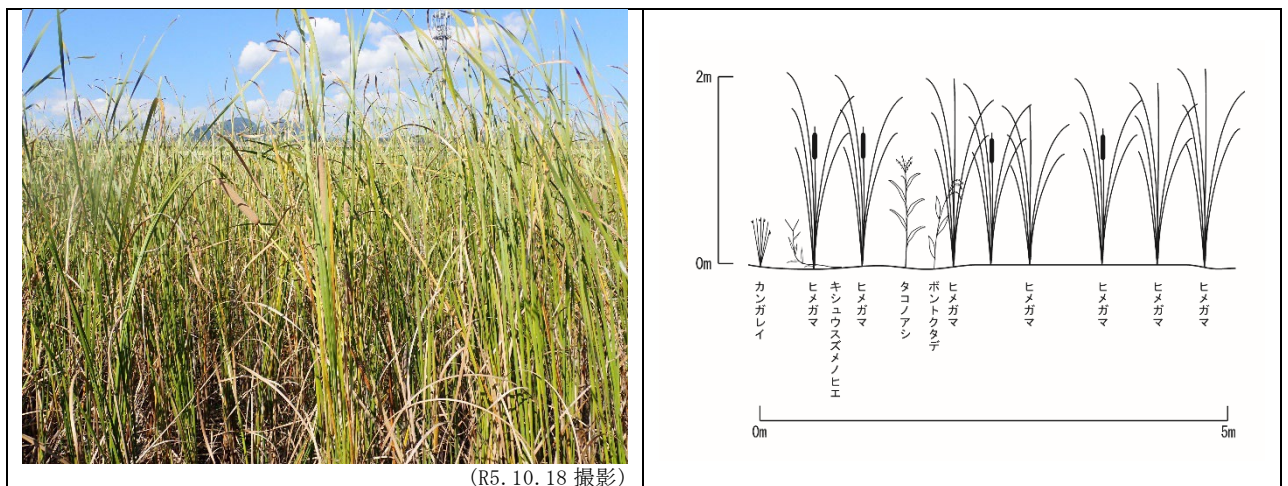 (R5.10.18 撮影)
2m
0m
カンガレイ
ヒメガマ
キシュウスズメノヒエ
ヒメガマ
タコノアシ
ボントクタデ
ヒメガマ
ヒメガマ
ヒメガマ
ヒメガマ
ヒメガマ
0m
5m